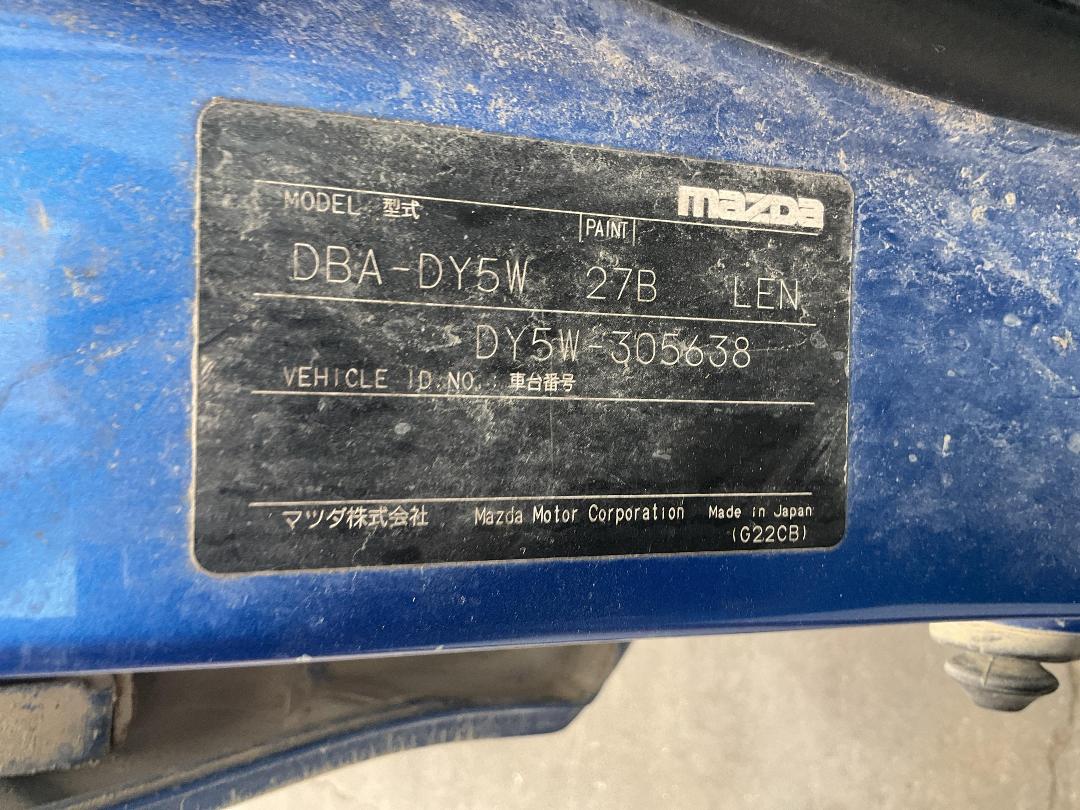 mazda
MODEL 型式 PAINT
DBA-DY5W 27B LEN
DY5W-305638
VEHICLE ID.NO.: 車台番号
マツダ株式会社 Mazda Motor Corporation Made in Japan
(G22CB)